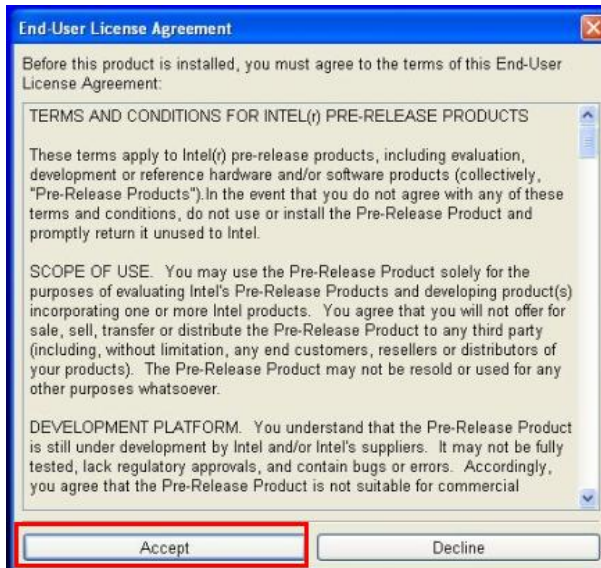 End-User License Agreement
Before this product is installed, you must agree to the terms of this End-User
License Agreement:
TERMS AND CONDITIONS FOR INTEL(r) PRE-RELEASE PRODUCTS
These terms apply to Intel(r) pre-release products, including evaluation,
development or reference hardware and/or software products (collectively,
"Pre-Release Products").In the event that you do not agree with any of these
terms and conditions, do not use or install the Pre-Release Product and
promptly return it unused to Intel.
SCOPE OF USE.  You may use the Pre-Release Product solely for the
purposes of evaluating Intel's Pre-Release Products and developing product(s)
incorporating one or more Intel products.  You agree that you will not offer for
sale, sell, transfer or distribute the Pre-Release Product to any third party
(including, without limitation, any end customers, resellers or distributors of
your products).  The Pre-Release Product may not be resold or used for any
other purposes whatsoever.
DEVELOPMENT PLATFORM.  You understand that the Pre-Release Product
is still under development by Intel and/or Intel's suppliers.  It may not be fully
tested, lack regulatory approvals, and contain bugs or errors.  Accordingly,
you agree that the Pre-Release Product is not suitable for commercial
Accept
Decline